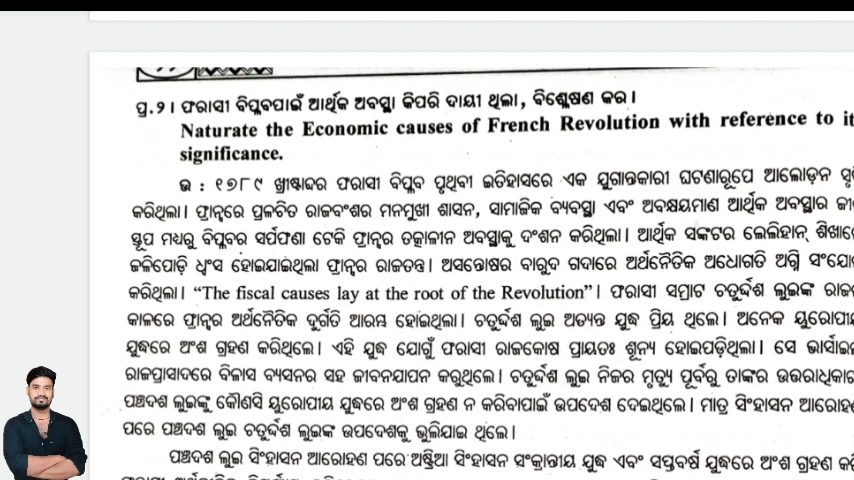 ପ୍ର.୨। ଫରାସୀ ବିପ୍ଳବପାଇଁ ଆର୍ଥିକ ଅବସ୍ଥା କିପରି ଦାୟୀ ଥିଲା, ବିଶ୍ଳେଷଣ କର।
Naturate the Economic causes of French Revolution with reference to
significance.
ଉ : ୧୭୮୯ ଖ୍ରୀଷ୍ଟାବ୍ଦର ଫରାସୀ ବିପ୍ଳବ ପୃଥିବୀ ଇତିହାସରେ ଏକ ଯୁଗାନ୍ତକାରୀ ଘଟଣାରୂପେ ଆଲୋଡ଼ନ
କରିଥିଲା। ଫ୍ରାନ୍ସରେ ପ୍ରଚଳିତ ରାଜବଂଶର ମନମୁଖୀ ଶାସନ, ସାମାଜିକ ବ୍ୟବସ୍ଥା ଏବଂ ଅବକ୍ଷୟମାଣ ଆର୍ଥିକ ଅବସ୍ଥାର
ସ୍ତୂପ ମଧ୍ୟରୁ ବିପ୍ଳବର ସର୍ପଫଣା ଟେକି ଫ୍ରାନ୍ସର ତତ୍କାଳୀନ ଅବସ୍ଥାକୁ ଦଂଶନ କରିଥିଲା। ଆର୍ଥିକ ସଙ୍କଟର ଲେଲିହାନ୍
ଜଳିପୋଡ଼ି ଧ୍ୱଂସ ହୋଇଯାଇଥିଲା ଫ୍ରାନ୍ସର ରାଜତନ୍ତ୍ର। ଅସନ୍ତୋଷର ବାରୁଦ ଗଦାରେ ଅର୍ଥନୈତିକ ଅଧୋଗତି ଅଗ୍ନି
କରିଥିଲା। “The fiscal causes lay at the root of the Revolution”। ଫରାସୀ ସମ୍ରାଟ ଚତୁର୍ଦ୍ଦଶ ଲୁଇଙ୍କ
କାଳରେ ଫ୍ରାନ୍ସର ଅର୍ଥନୈତିକ ଦୁର୍ଗତି ଆରମ୍ଭ ହୋଇଥିଲା। ଚତୁର୍ଦ୍ଦଶ ଲୁଇ ଅତ୍ୟନ୍ତ ଯୁଦ୍ଧ ପ୍ରିୟ ଥିଲେ। ଅନେକ ୟୁରୋପୀୟ
ଯୁଦ୍ଧରେ ଅଂଶ ଗ୍ରହଣ କରିଥିଲେ। ଏହି ଯୁଦ୍ଧ ଯୋଗୁଁ ଫରାସୀ ରାଜକୋଷ ପ୍ରାୟତଃ ଶୂନ୍ୟ ହୋଇପଡ଼ିଥିଲା। ସେ
ରାଜପ୍ରାସାଦରେ ବିଳାସ ବ୍ୟସନର ସହ ଜୀବନଯାପନ କରୁଥିଲେ। ଚତୁର୍ଦ୍ଦଶ ଲୁଇ ନିଜର ମୃତ୍ୟୁ ପୂର୍ବରୁ ତାଙ୍କର
ପଞ୍ଚଦଶ ଲୁଇଙ୍କୁ କୌଣସି ୟୁରୋପୀୟ ଯୁଦ୍ଧରେ ଅଂଶ ଗ୍ରହଣ ନ କରିବାପାଇଁ ଉପଦେଶ ଦେଇଥିଲେ। ମାତ୍ର ସିଂହାସନ
ପରେ ପଞ୍ଚଦଶ ଲୁଇ ଚତୁର୍ଦ୍ଦଶ ଲୁଇଙ୍କ ଉପଦେଶକୁ ଭୁଲିଯାଇ ଥିଲେ।
ପଞ୍ଚଦଶ ଲୁଇ ସିଂହାସନ ଆରୋହଣ ପରେ ଅଷ୍ଟ୍ରିଆ ସିଂହାସନ ସଂକ୍ରାନ୍ତୀୟ ଯୁଦ୍ଧ ଏବଂ ସପ୍ତବର୍ଷ ଯୁଦ୍ଧରେ ଅଂଶ ଗ୍ରହଣ